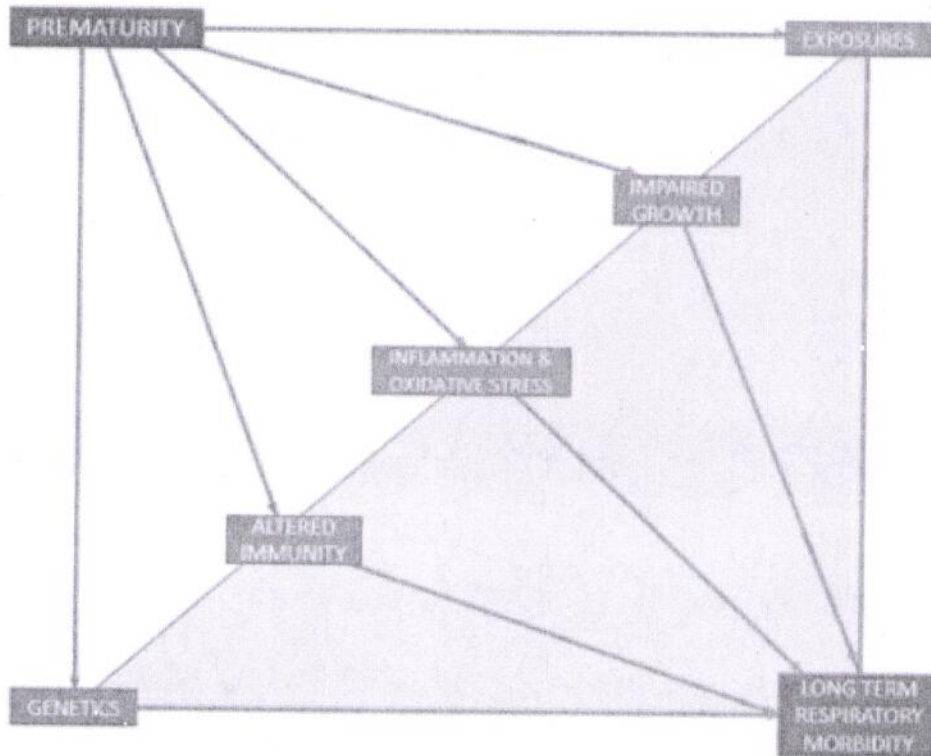 PREMATURITY
EXPOSURES
IMPAIRED
GROWTH
INFLAMMATION &
OXIDATIVE STRESS
ALTERED
IMMUNITY
GENETICS
LONG TERM
RESPIRATORY
MORBIDITY